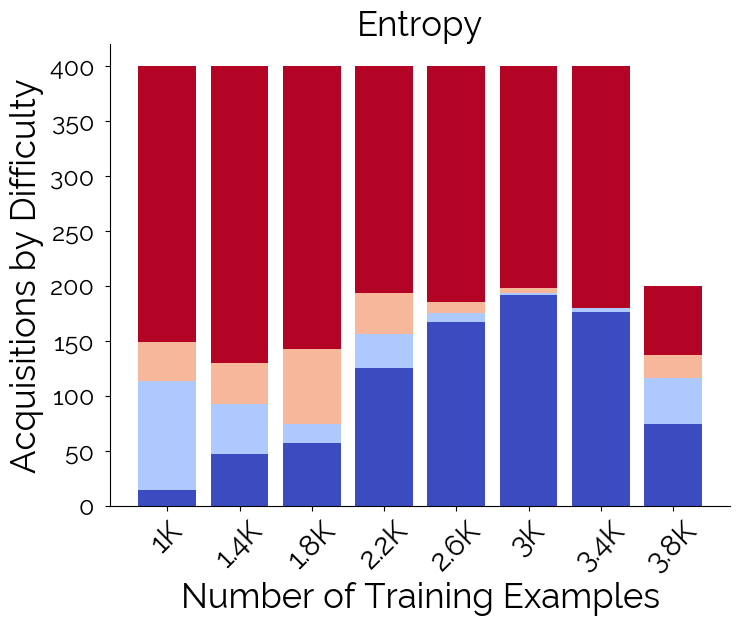 Entropy
Acquisitions by Difficulty
400
350
300
250
200
150
100
50
0
1K
1.4K
1.8K
2.2K
2.6K
3K
3.4K
3.8K
Number of Training Examples